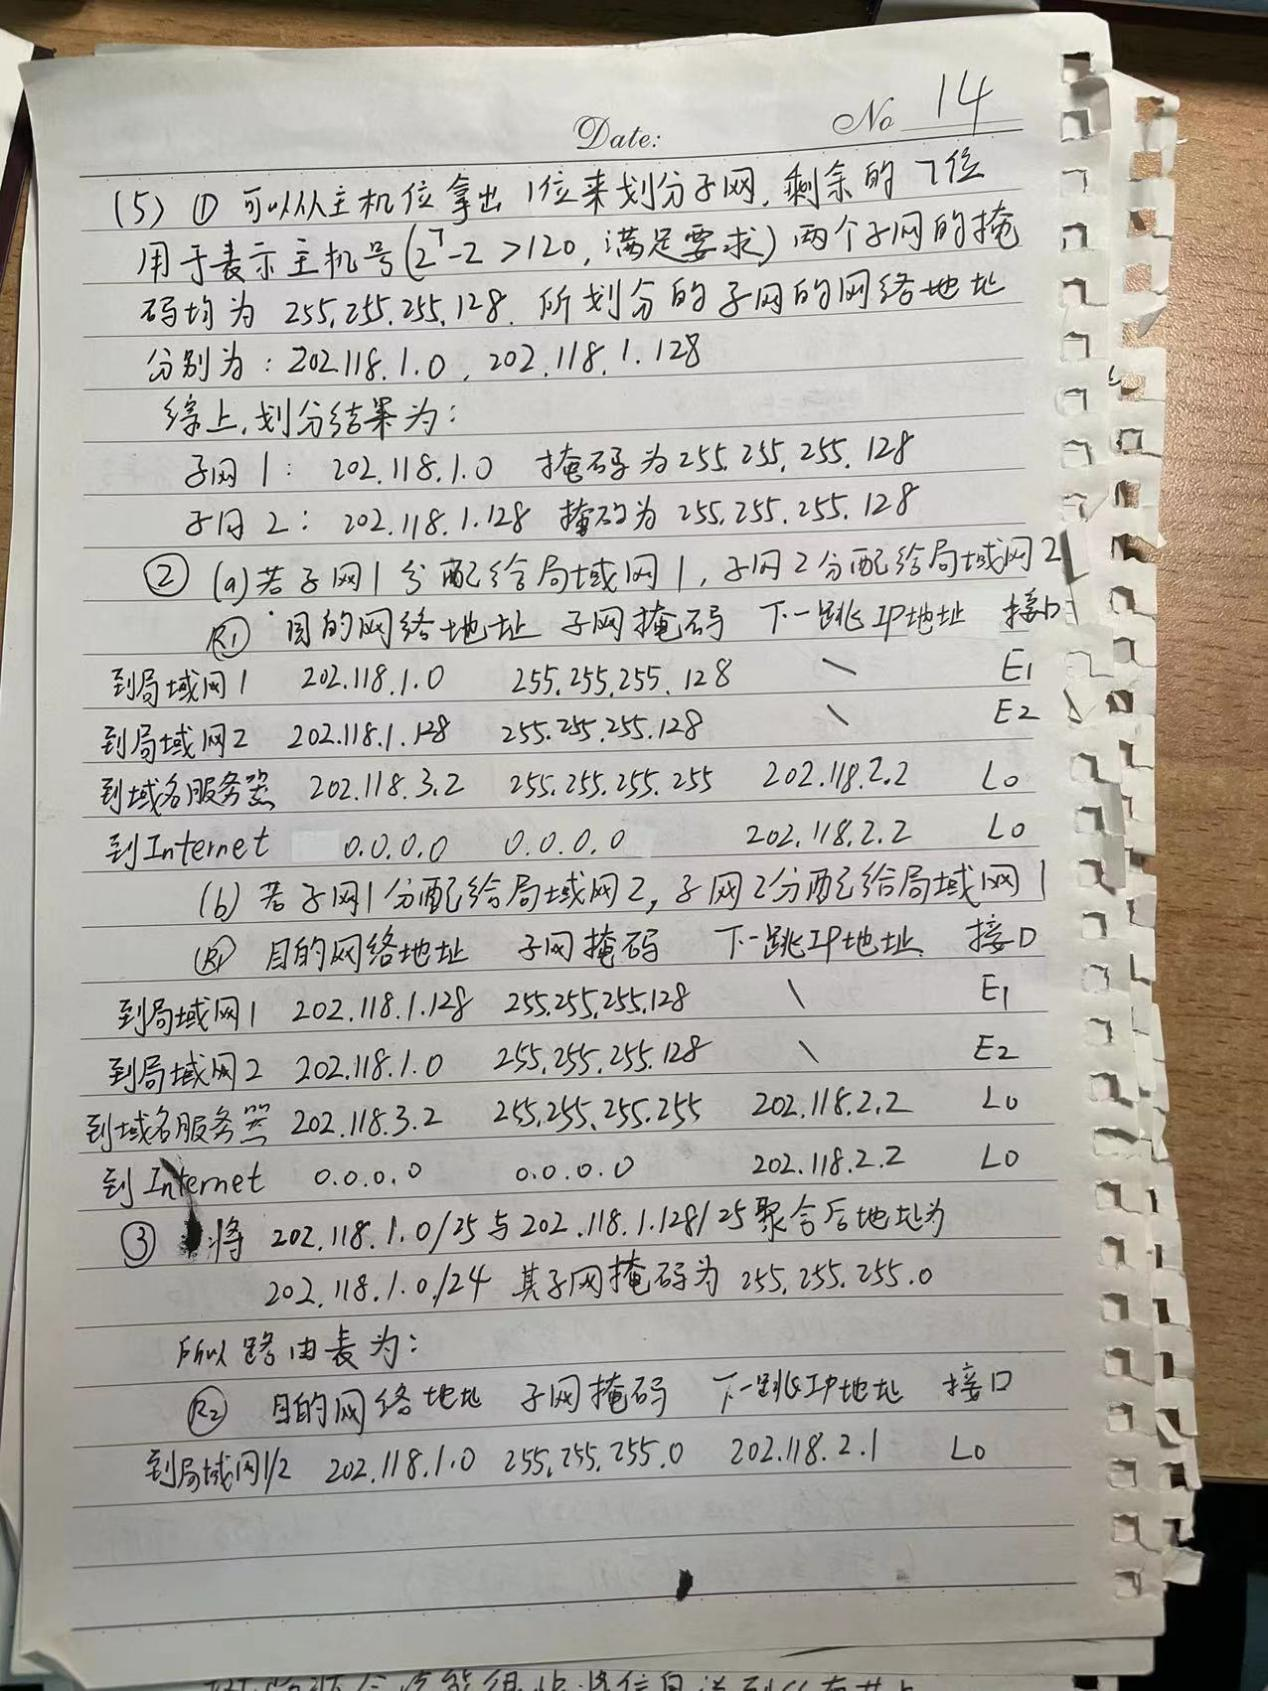 Date: No 14
(5) ① 可以从主机位拿出1位来划分子网,剩余的7位
用于表示主机号(2⁷-2>120,满足要求)两个子网的掩
码均为 255.255.255.128. 所划分的子网的网络地址
分别为: 202.118.1.0 , 202.118.1.128
综上,划分结果为:
子网1: 202.118.1.0 掩码为255.255.255.128
子网2: 202.118.1.128 掩码为 255.255.255.128
② (a)若子网1分配给局域网1,子网2分配给局域网2
R1 目的网络地址 子网掩码 下一跳IP地址 接口
到局域网1 202.118.1.0 255.255.255.128 \ E1
到局域网2 202.118.1.128 255.255.255.128 \ E2
到域名服务器 202.118.3.2 255.255.255.255 202.118.2.2 L0
到Internet 0.0.0.0 0.0.0.0 202.118.2.2 L0
(b) 若子网1分配给局域网2,子网2分配给局域网1
R1 目的网络地址 子网掩码 下一跳IP地址 接口
到局域网1 202.118.1.128 255.255.255.128 \ E1
到局域网2 202.118.1.0 255.255.255.128 \ E2
到域名服务器 202.118.3.2 255.255.255.255 202.118.2.2 L0
到Internet 0.0.0.0 0.0.0.0 202.118.2.2 L0
③ 将 202.118.1.0/25与202.118.1.128/25聚合后地址为
202.118.1.0/24 其子网掩码为 255.255.255.0
所以路由表为:
R2 目的网络地址 子网掩码 下一跳IP地址 接口
到局域网1/2 202.118.1.0 255.255.255.0 202.118.2.1 L0